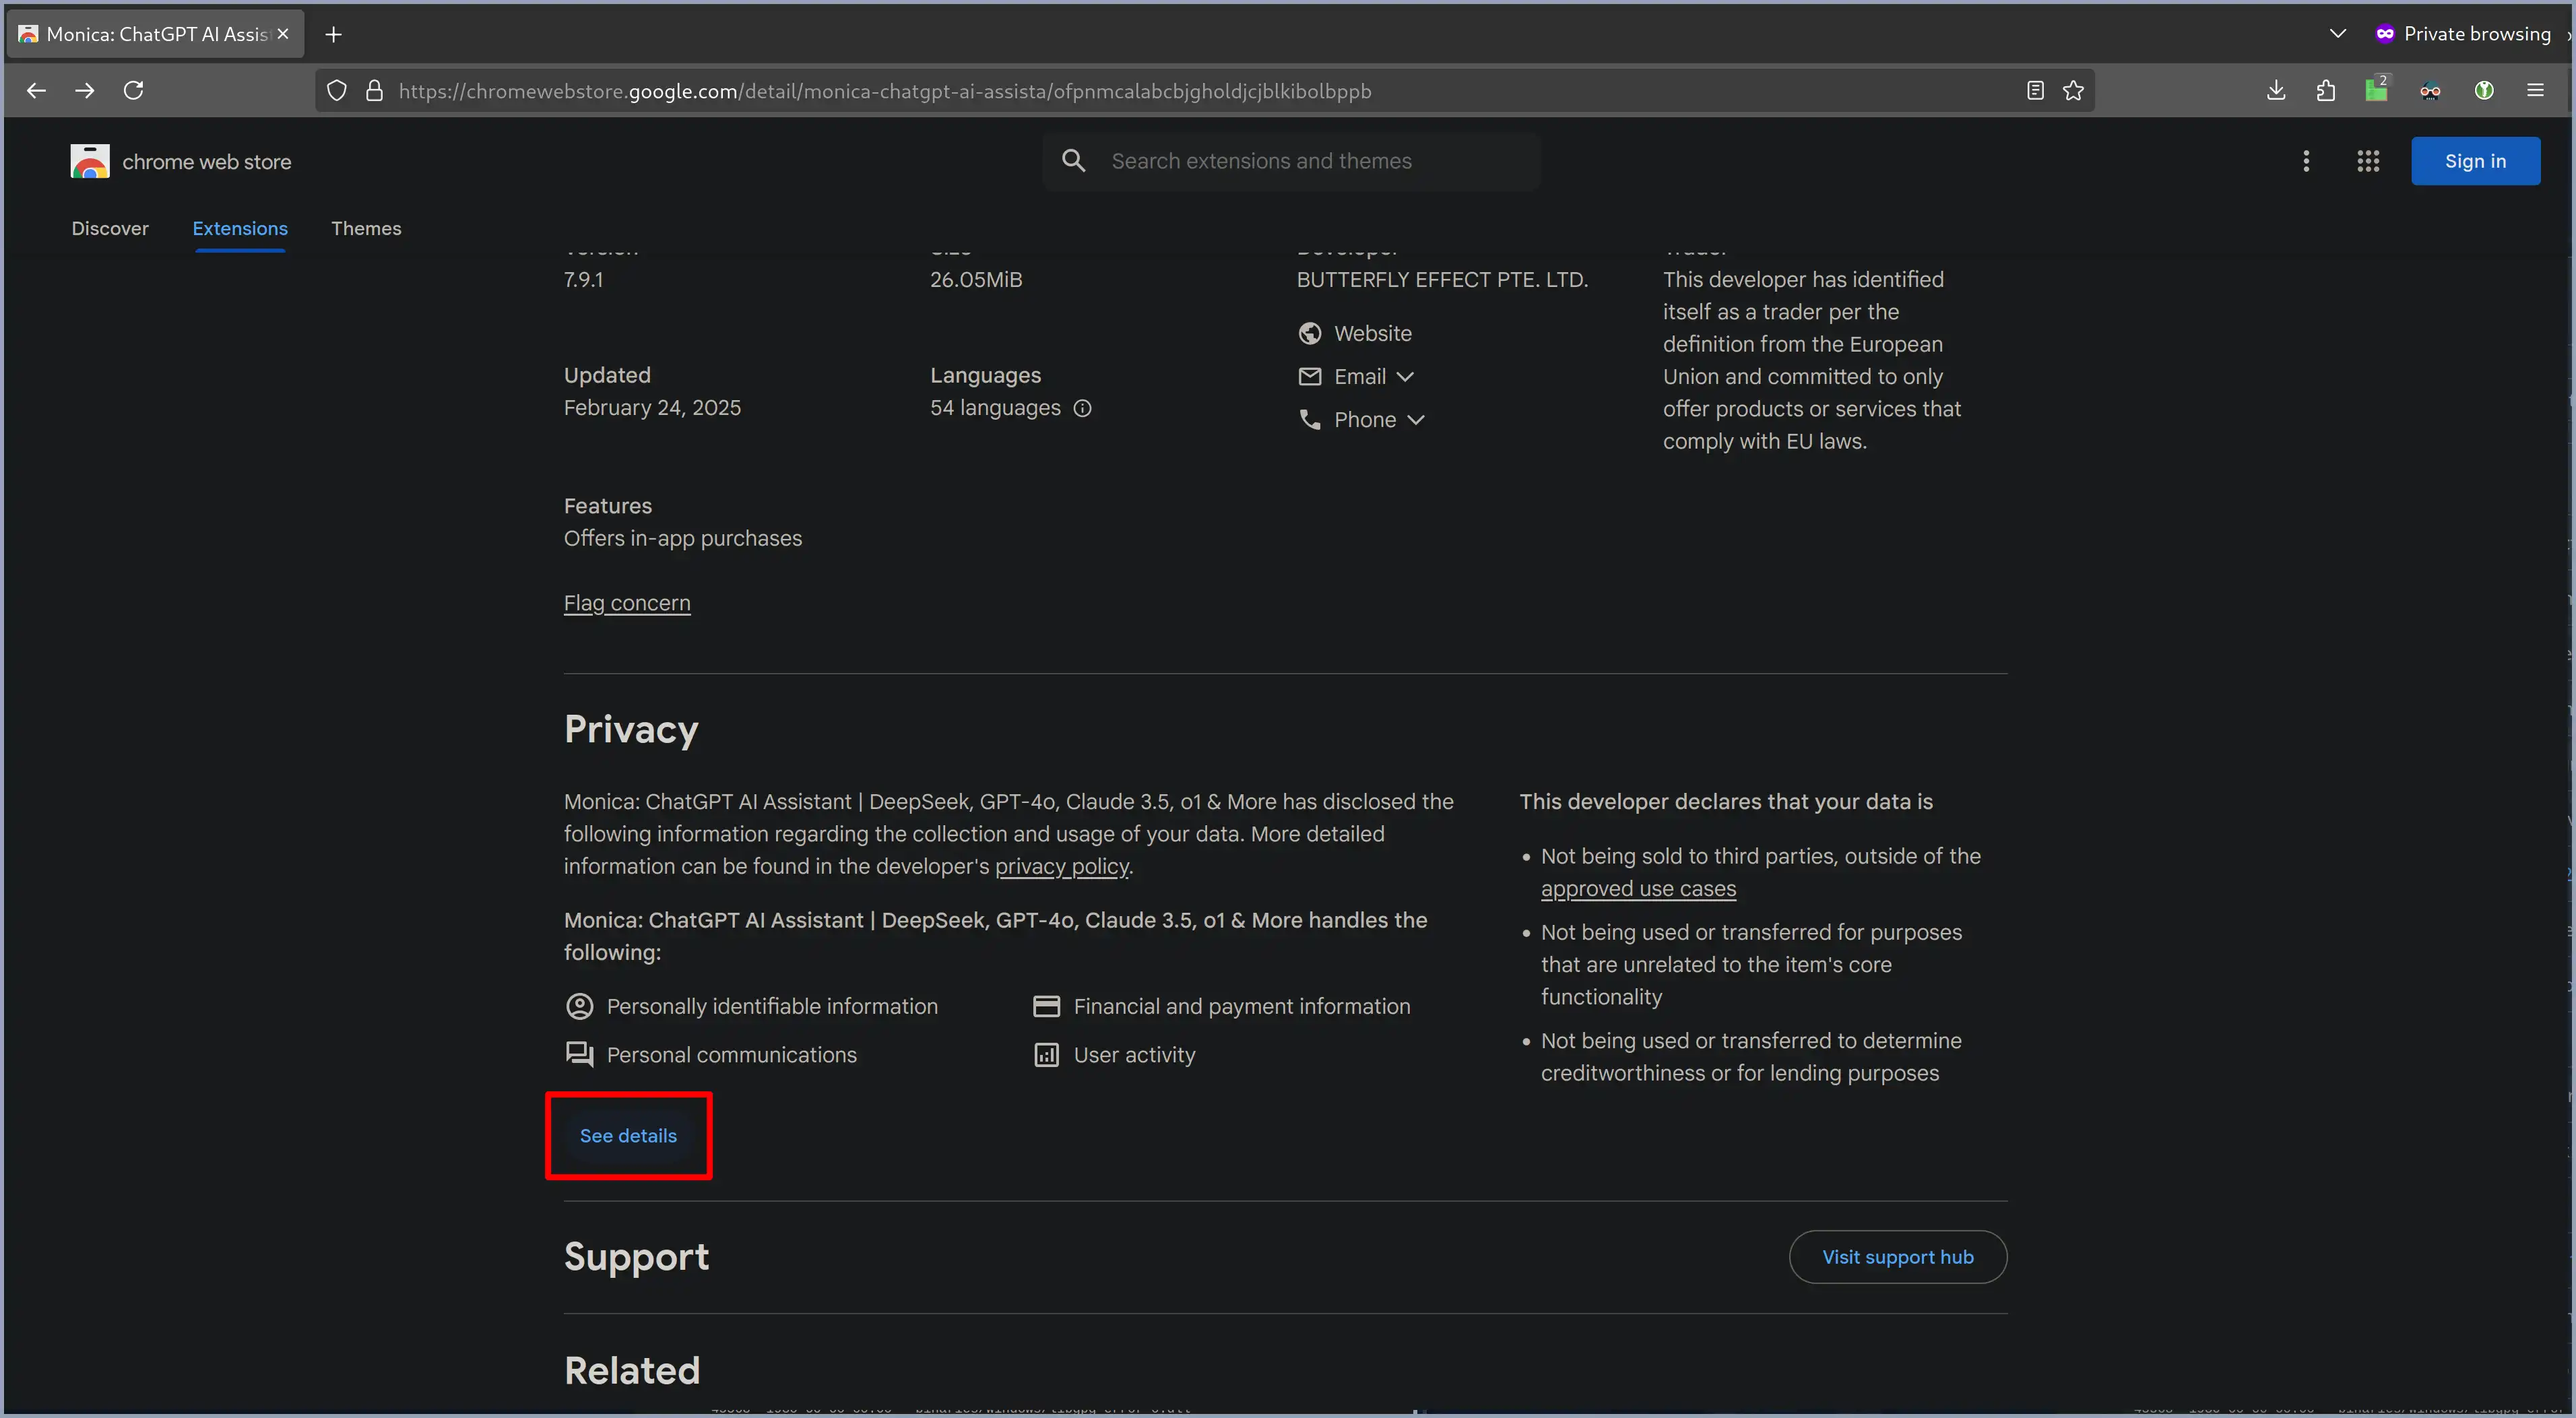 Monica: ChatGPT AI Assis
Private browsing
https://chromewebstore.google.com/detail/monica-chatgpt-ai-assista/ofpnmcalabcbjgholdjcjblkibolbppb
2
chrome web store
Search extensions and themes
Sign in
Discover
Extensions
Themes
Version
Size
Developer
Trader
7.9.1
26.05MiB
BUTTERFLY EFFECT PTE. LTD.
Website
Email
Phone
This developer has identified
itself as a trader per the
definition from the European
Union and committed to only
offer products or services that
comply with EU laws.
Updated
February 24, 2025
Languages
54 languages
Features
Offers in-app purchases
Flag concern
Privacy
Monica: ChatGPT AI Assistant | DeepSeek, GPT-4o, Claude 3.5, o1 & More has disclosed the
following information regarding the collection and usage of your data. More detailed
information can be found in the developer's privacy policy.
Monica: ChatGPT AI Assistant | DeepSeek, GPT-4o, Claude 3.5, o1 & More handles the
following:
Personally identifiable information
Financial and payment information
Personal communications
User activity
See details
This developer declares that your data is
• Not being sold to third parties, outside of the
approved use cases
• Not being used or transferred for purposes
that are unrelated to the item's core
functionality
• Not being used or transferred to determine
creditworthiness or for lending purposes
Support
Visit support hub
Related